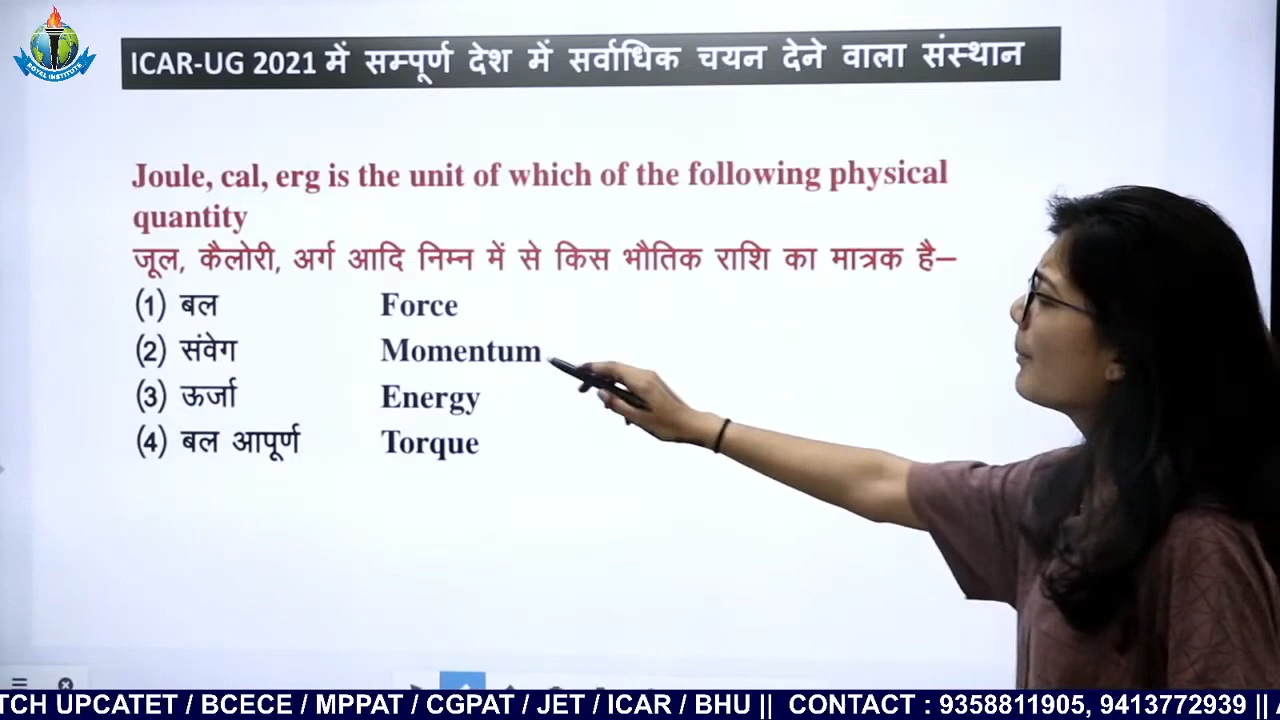 ROYAL INSTITUTE
ICAR-UG 2021 में सम्पूर्ण देश में सर्वाधिक चयन देने वाला संस्थान
Joule, cal, erg is the unit of which of the following physical
quantity
जूल, कैलोरी, अर्ग आदि निम्न में से किस भौतिक राशि का मात्रक है–
(1) बल Force
(2) संवेग Momentum
(3) ऊर्जा Energy
(4) बल आपूर्ण Torque
TCH UPCATET / BCECE / MPPAT / CGPAT / JET / ICAR / BHU || CONTACT : 9358811905, 9413772939 ||